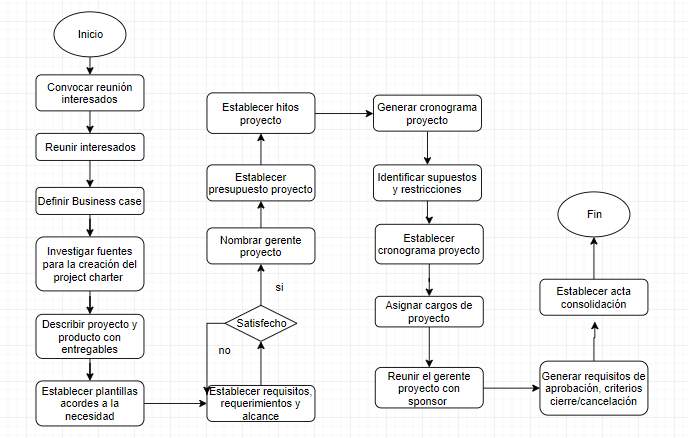 Inicio
Convocar reunión
interesados
Reunir interesados
Definir Business case
Investigar fuentes
para la creación del
project charter
Describir proyecto y
producto con
entregables
Establecer plantillas
acordes a la
necesidad
Establecer requisitos,
requerimientos y
alcance
no
Satisfecho
si
Nombrar gerente
proyecto
Establecer
presupuesto proyecto
Establecer hitos
proyecto
Generar cronograma
proyecto
Identificar supuestos
y restricciones
Establecer
cronograma proyecto
Asignar cargos de
proyecto
Reunir el gerente
proyecto con
sponsor
Generar requisitos de
aprobación, criterios
cierre/cancelación
Establecer acta
consolidación
Fin